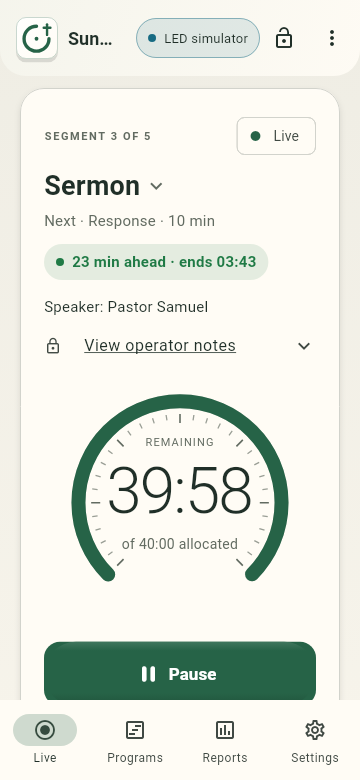 Sun...
LED simulator
SEGMENT 3 OF 5
Live
Sermon
Next · Response · 10 min
23 min ahead · ends 03:43
Speaker: Pastor Samuel
View operator notes
REMAINING
39:58
of 40:00 allocated
Pause
Live
Programs
Reports
Settings